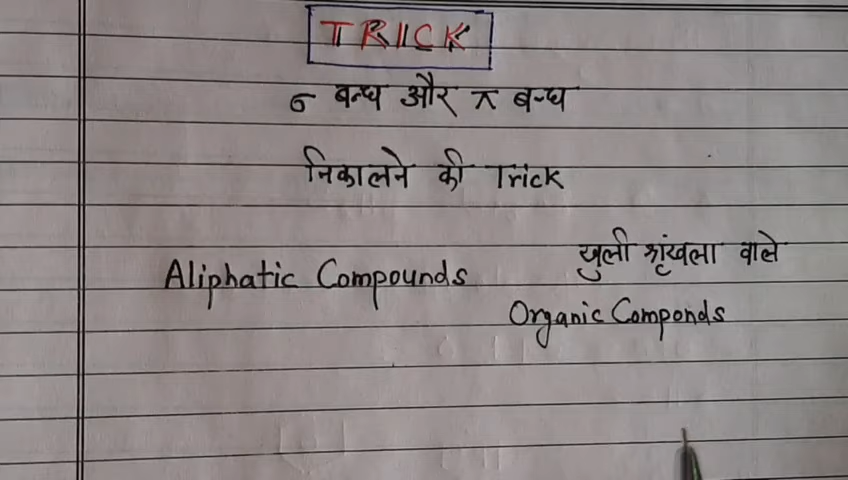 TRICK
σ बन्ध और π बन्ध
निकालने की Trick
Aliphatic Compounds
खुली श्रृंखला वाले
Organic Componds